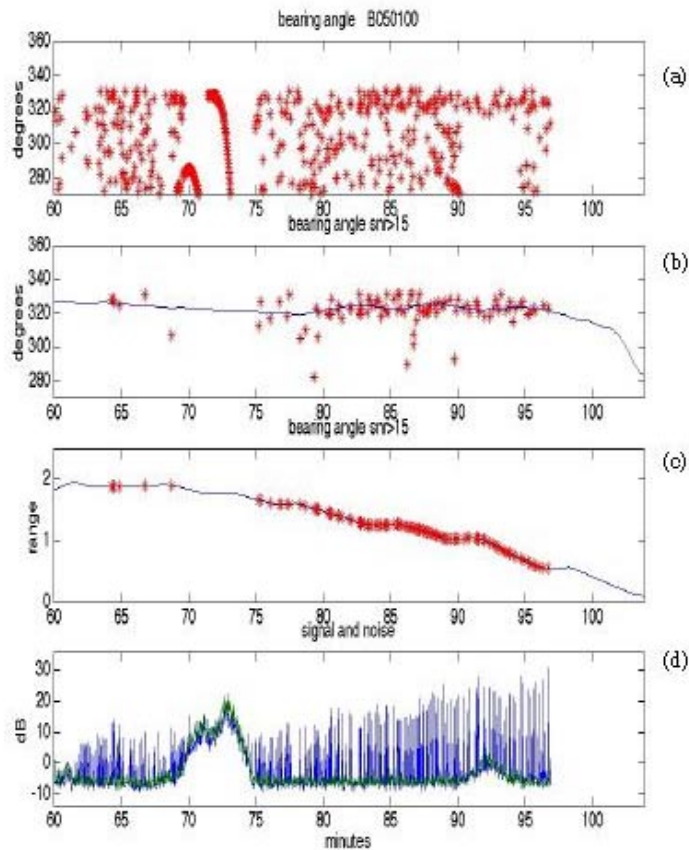 bearing angle B050100
(a)
degrees
360
340
320
300
280
60 65 70 75 80 85 90 95 100
bearing angle snr>15
(b)
degrees
360
340
320
300
280
60 65 70 75 80 85 90 95 100
bearing angle snr>15
(c)
range
2
1
0
60 65 70 75 80 85 90 95 100
signal and noise
(d)
dB
30
20
10
0
-10
60 65 70 75 80 85 90 95 100
minutes